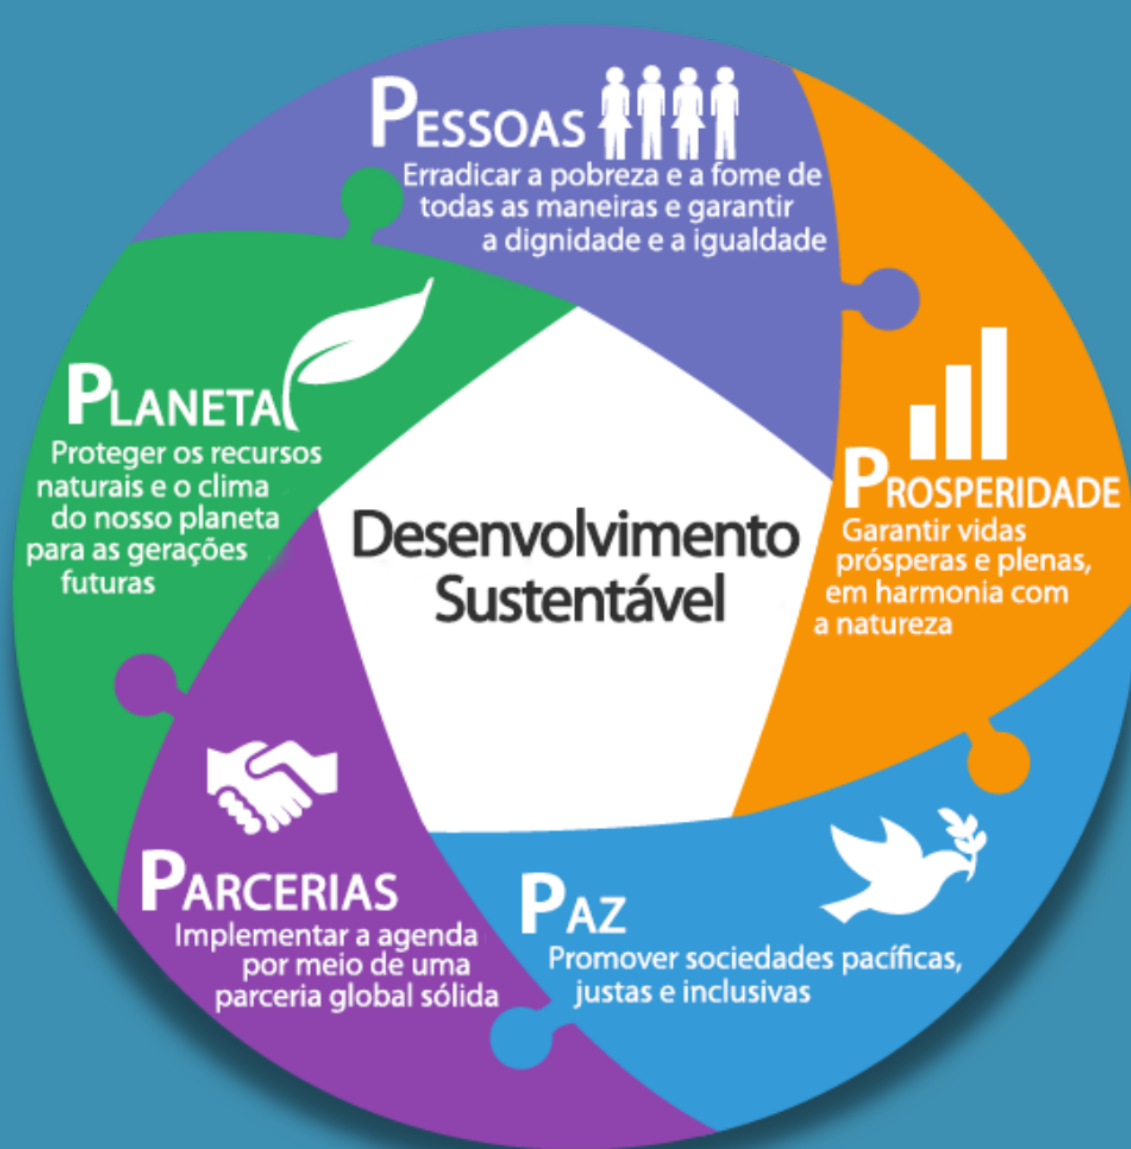 PESSOAS
Erradicar a pobreza e a fome de
todas as maneiras e garantir
a dignidade e a igualdade
PROSPERIDADE
Garantir vidas
prósperas e plenas,
em harmonia com
a natureza
PAZ
Promover sociedades pacíficas,
justas e inclusivas
PARCERIAS
Implementar a agenda
por meio de uma
parceria global sólida
PLANETA
Proteger os recursos
naturais e o clima
do nosso planeta
para as gerações
futuras
Desenvolvimento
Sustentável